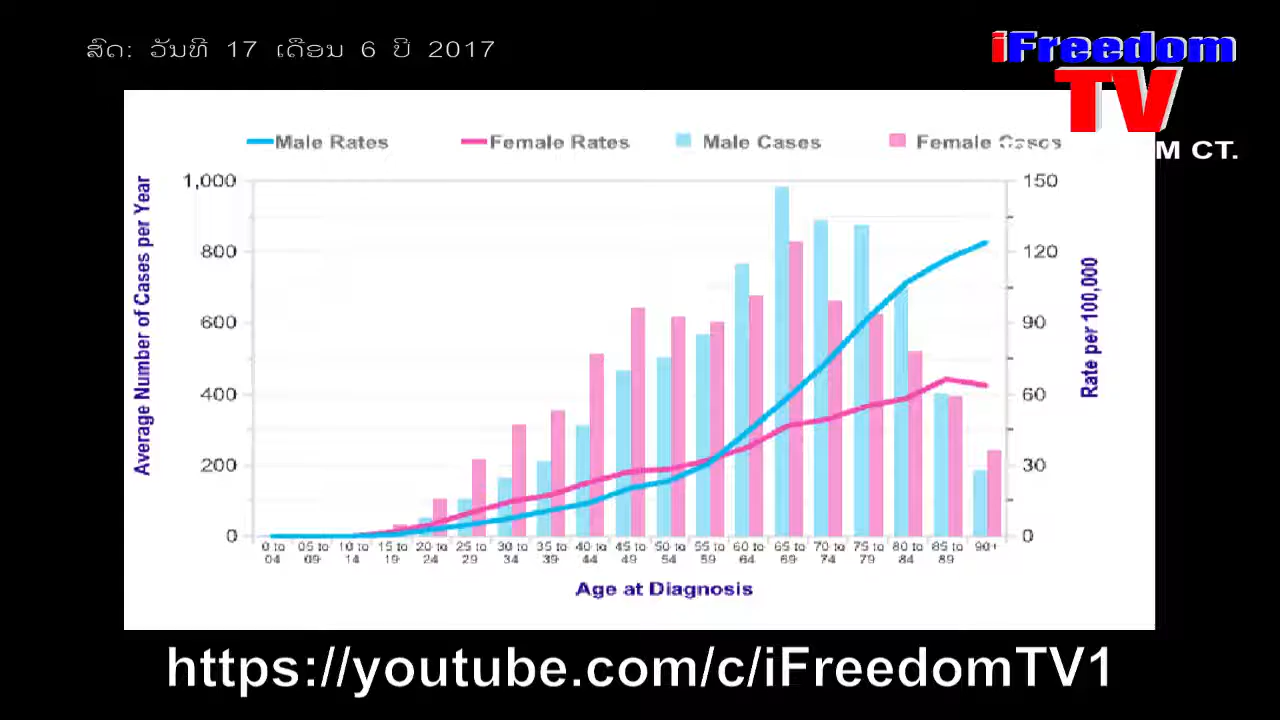 ສົດ: ວັນທີ 17 ເດືອນ 6 ປີ 2017
iFreedom
TV
M CT.
Male Rates Female Rates Male Cases Female Cases
Average Number of Cases per Year
1,000
800
600
400
200
0
150
120
90
60
30
0
Rate per 100,000
0 to 04 05 to 09 10 to 14 15 to 19 20 to 24 25 to 29 30 to 34 35 to 39 40 to 44 45 to 49 50 to 54 55 to 59 60 to 64 65 to 69 70 to 74 75 to 79 80 to 84 85 to 89 90+
Age at Diagnosis
https://youtube.com/c/iFreedomTV1